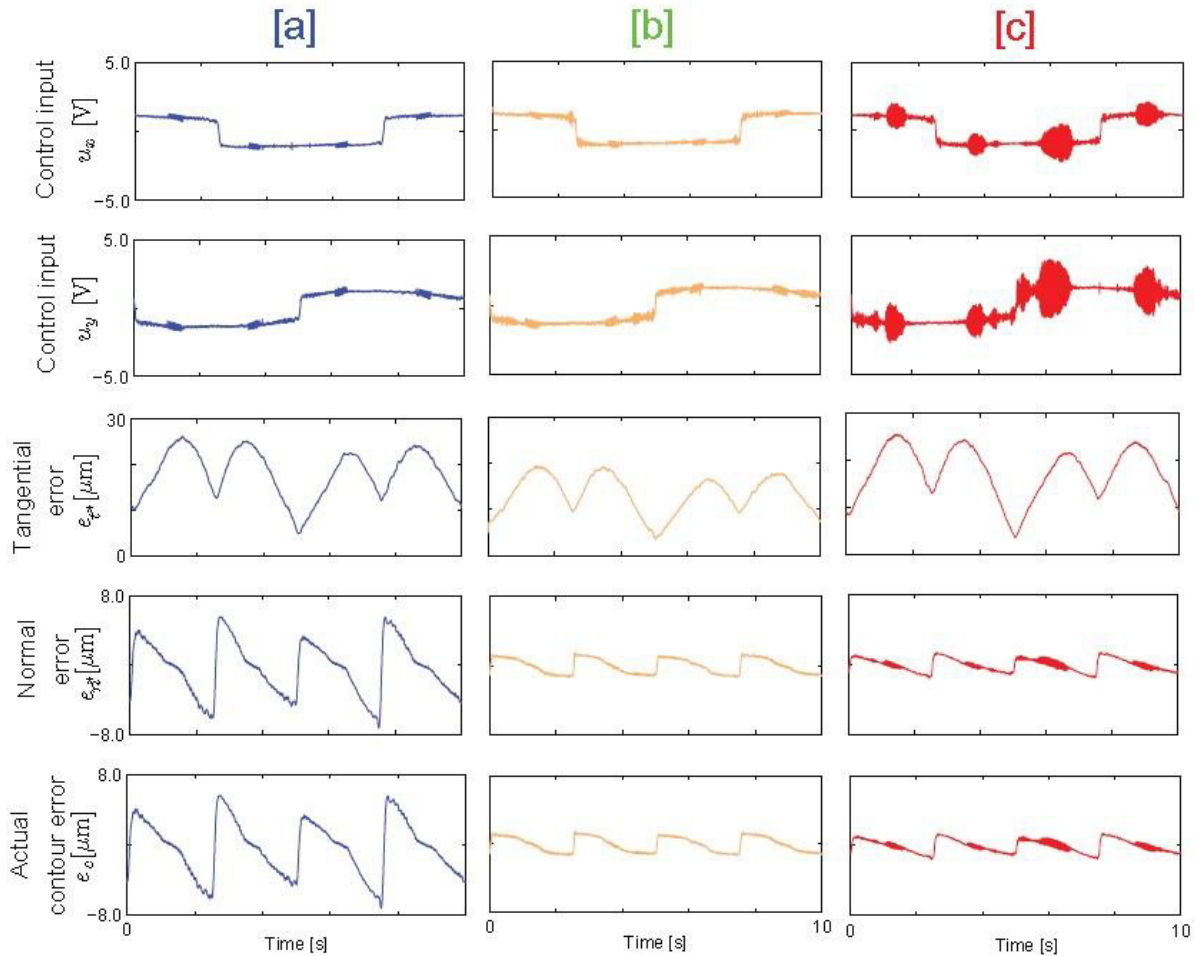 [a] [b] [c]
Control input
u_x [V]
5.0
−5.0
Control input
u_y [V]
5.0
−5.0
Tangential
error
e_t* [μm]
30
0
Normal
error
e_n* [μm]
8.0
−8.0
Actual
contour error
e_c [μm]
8.0
−8.0
0 10 0 10
Time [s] Time [s] Time [s]